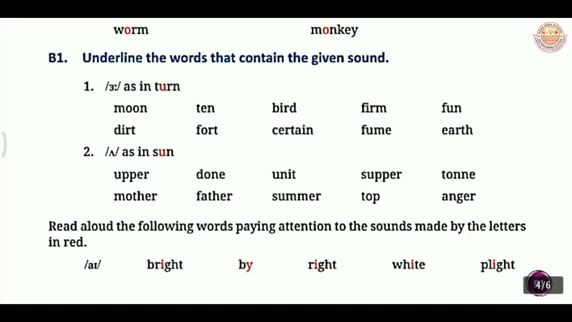 worm monkey
B1. Underline the words that contain the given sound.
1. /ɜː/ as in turn
moon ten bird firm fun
dirt fort certain fume earth
2. /ʌ/ as in sun
upper done unit supper tonne
mother father summer top anger
Read aloud the following words paying attention to the sounds made by the letters
in red.
/aɪ/ bright by right white plight
4/6